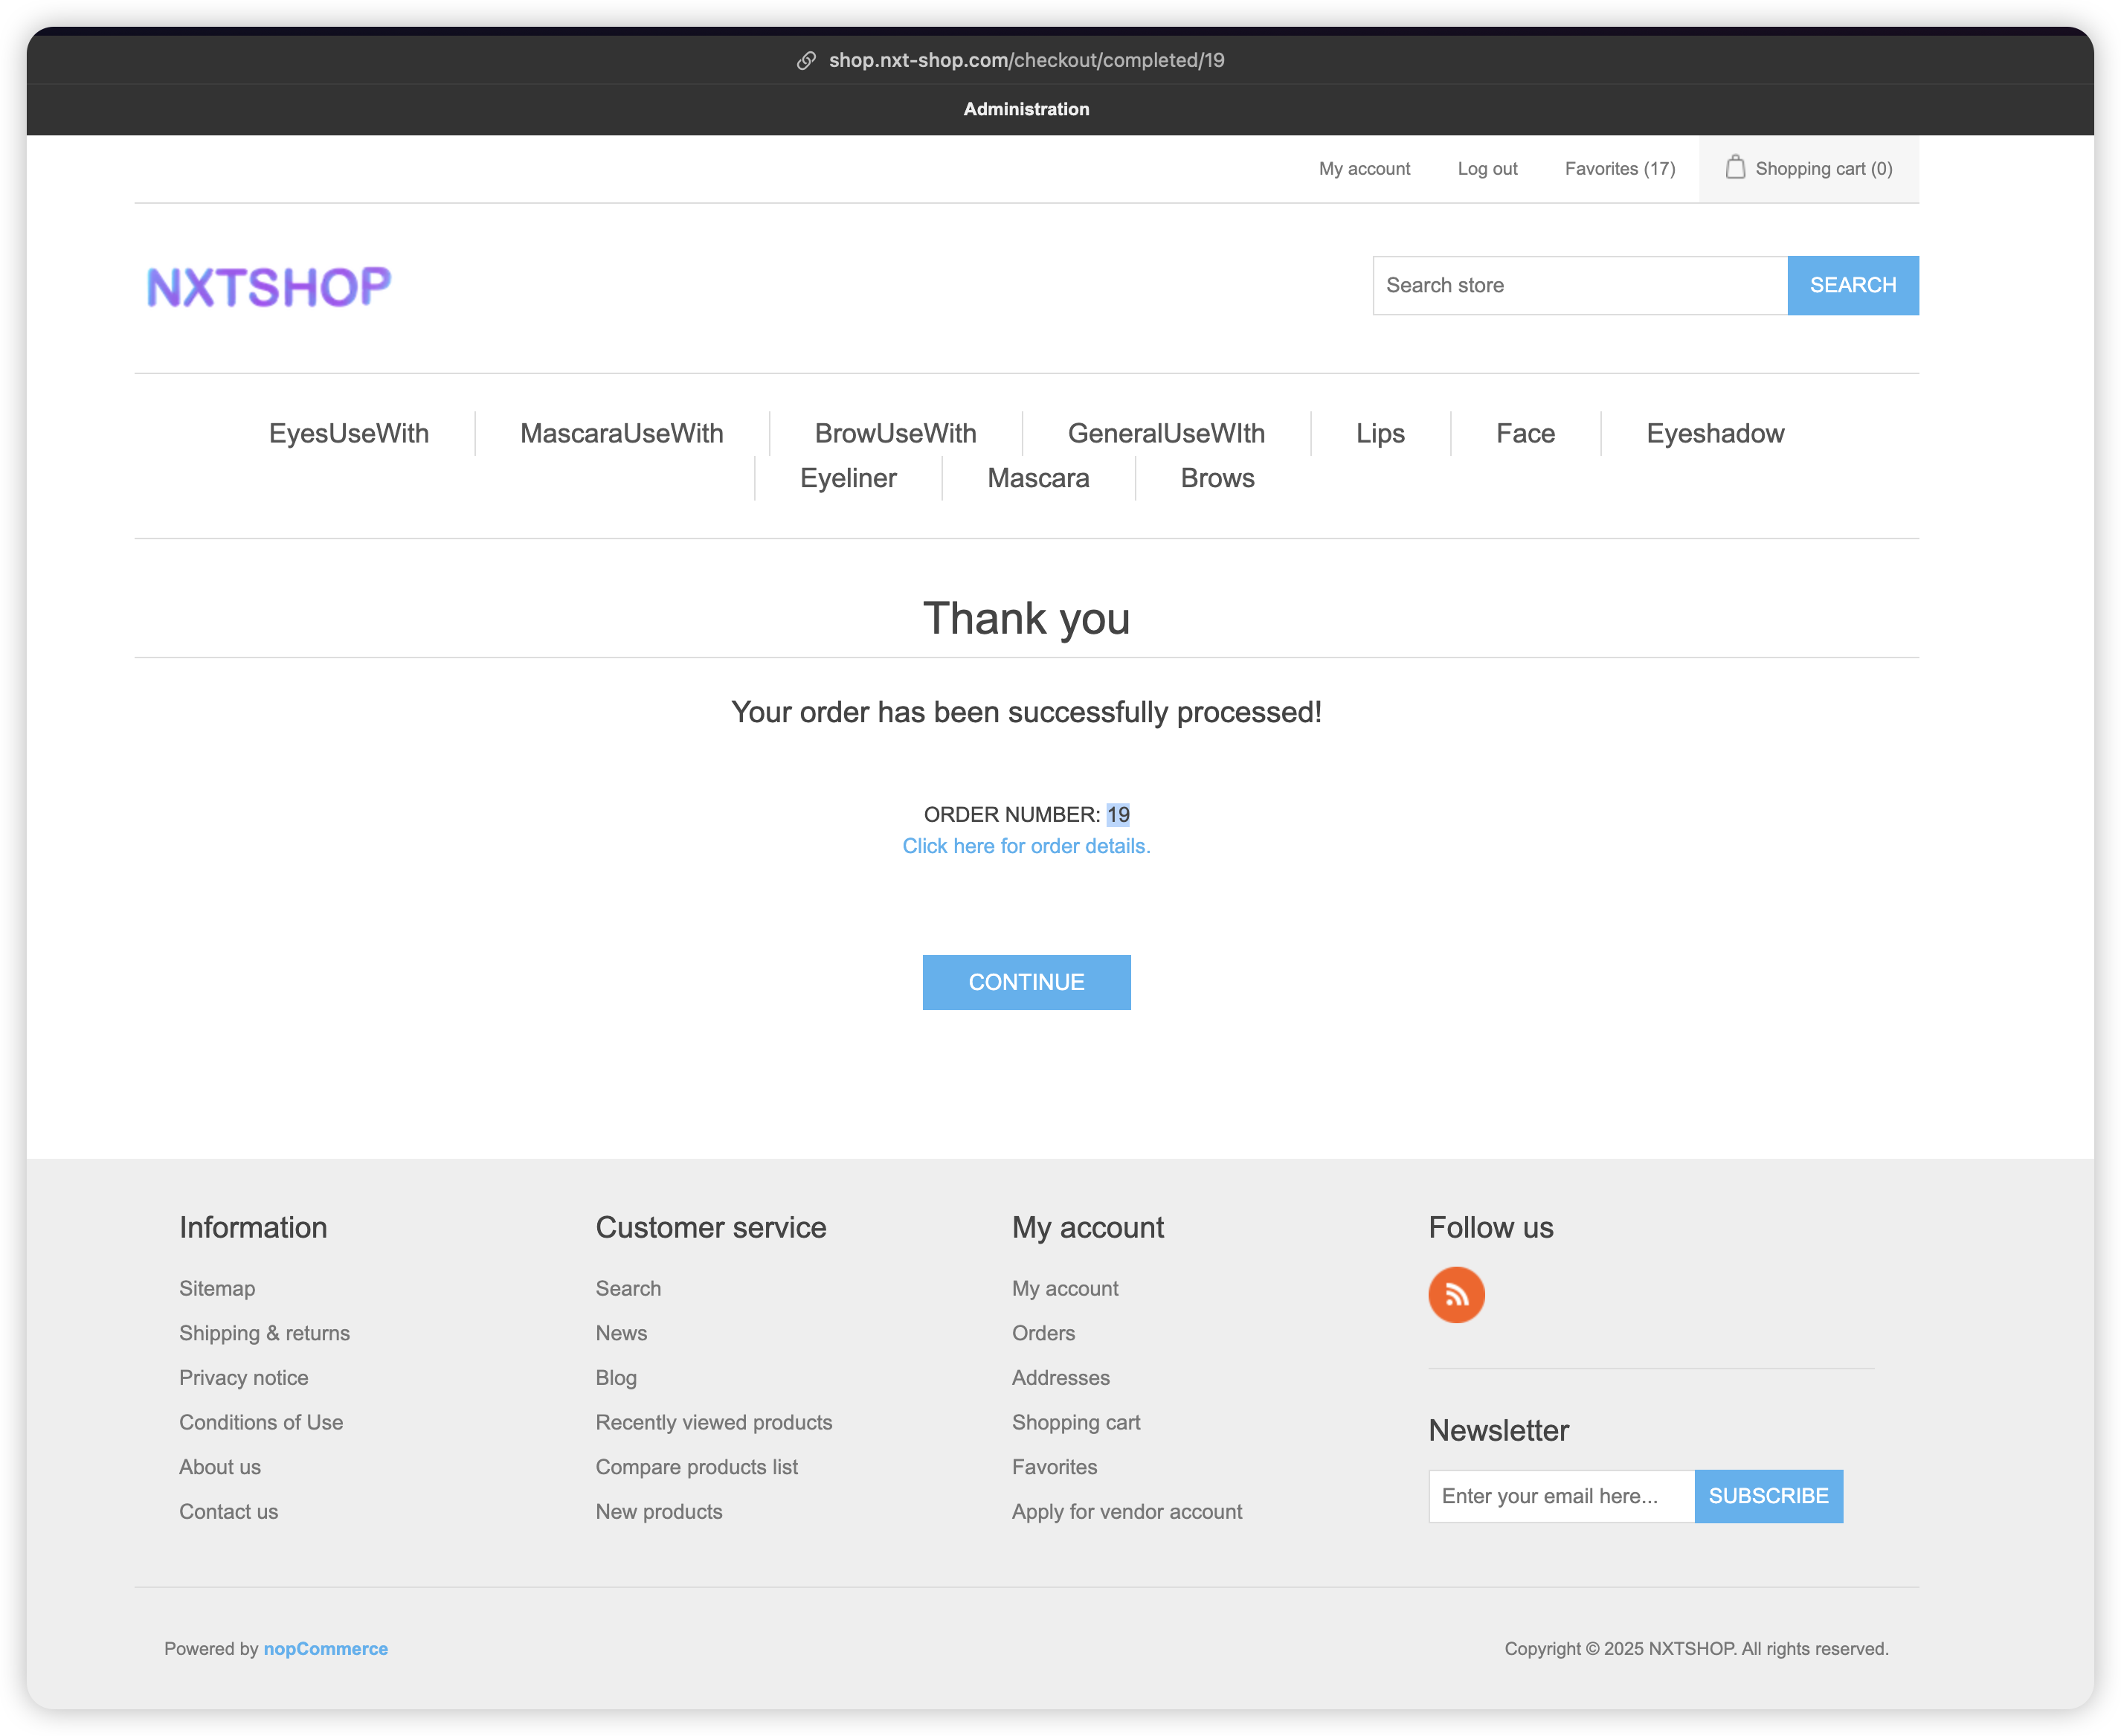 shop.nxt-shop.com/checkout/completed/19
Administration
My account Log out Favorites (17) Shopping cart (0)
NXTSHOP
Search store SEARCH
EyesUseWith MascaraUseWith BrowUseWith GeneralUseWIth Lips Face Eyeshadow
Eyeliner Mascara Brows
Thank you
Your order has been successfully processed!
ORDER NUMBER: 19
Click here for order details.
CONTINUE
Information
Sitemap
Shipping & returns
Privacy notice
Conditions of Use
About us
Contact us
Customer service
Search
News
Blog
Recently viewed products
Compare products list
New products
My account
My account
Orders
Addresses
Shopping cart
Favorites
Apply for vendor account
Follow us
Newsletter
Enter your email here... SUBSCRIBE
Powered by nopCommerce
Copyright © 2025 NXTSHOP. All rights reserved.